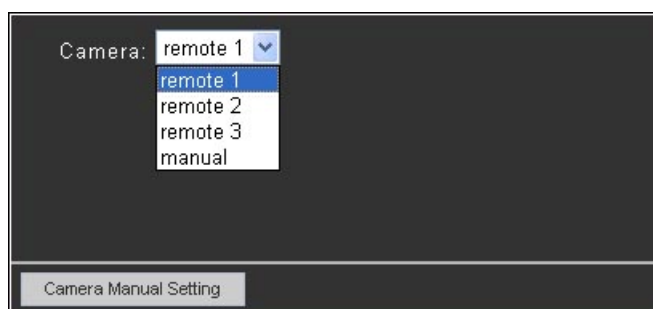 Camera: remote 1
remote 1
remote 2
remote 3
manual
Camera Manual Setting